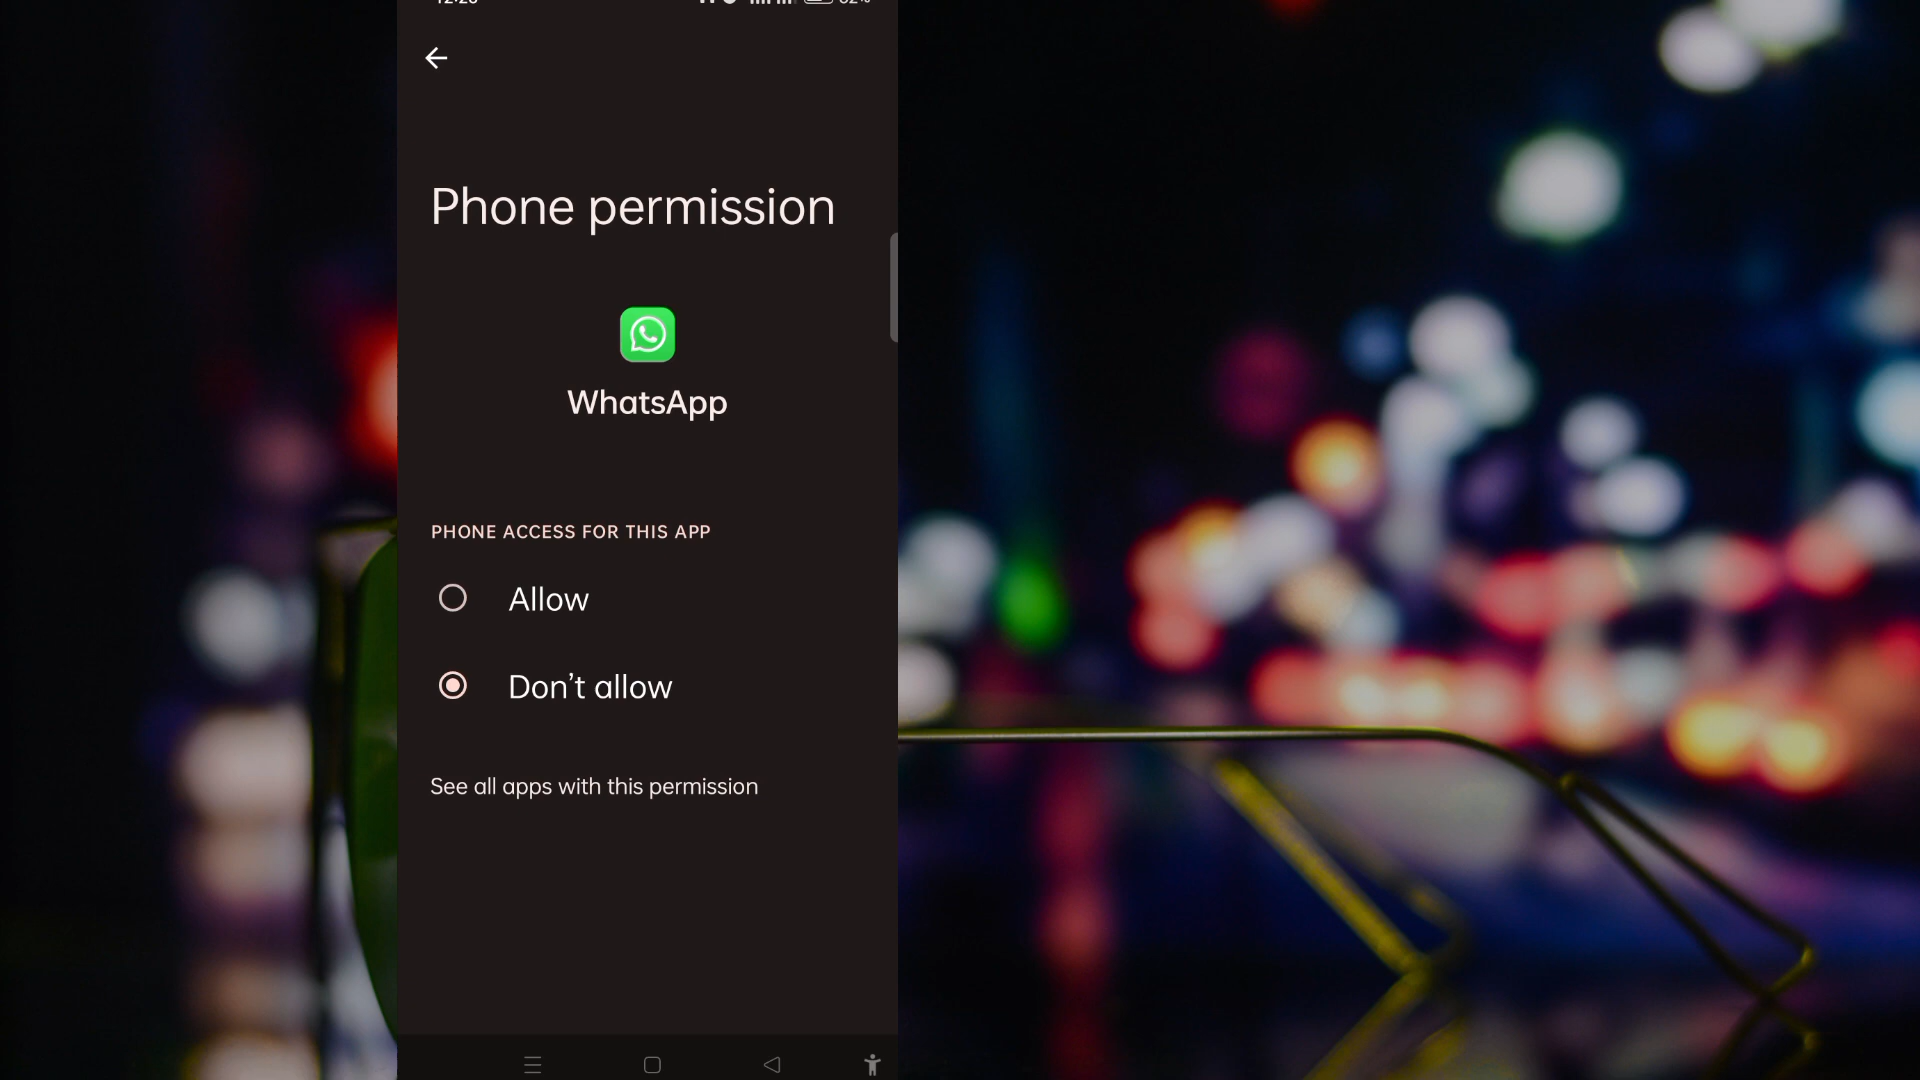 Phone permission
WhatsApp
PHONE ACCESS FOR THIS APP
Allow
Don't allow
See all apps with this permission